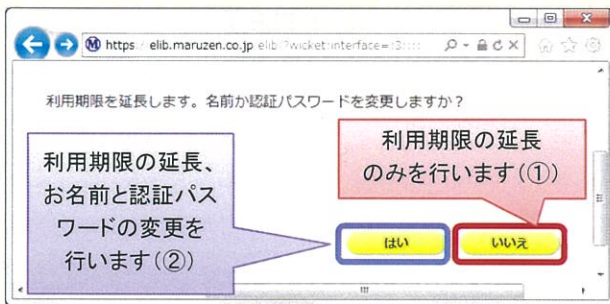 https://elib.maruzen.co.jp/elib/?wicket:interface=:3::::
利用期限を延長します。名前か認証パスワードを変更しますか？
利用期限の延長
のみを行います(①)
利用期限の延長、
お名前と認証パス
ワードの変更を
行います(②)
はい
いいえ